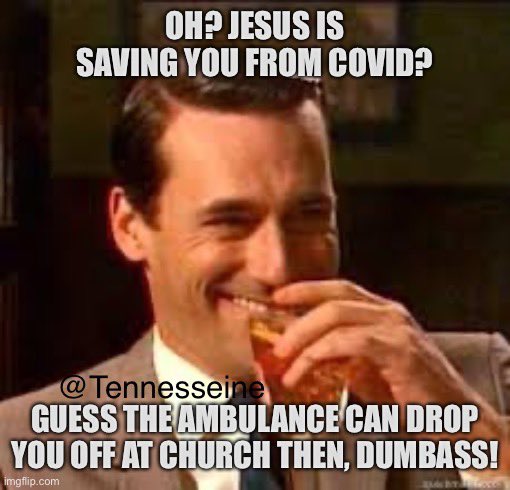 OH? JESUS IS
SAVING YOU FROM COVID?
@Tennesseine
GUESS THE AMBULANCE CAN DROP
YOU OFF AT CHURCH THEN, DUMBASS!
imgflip.com